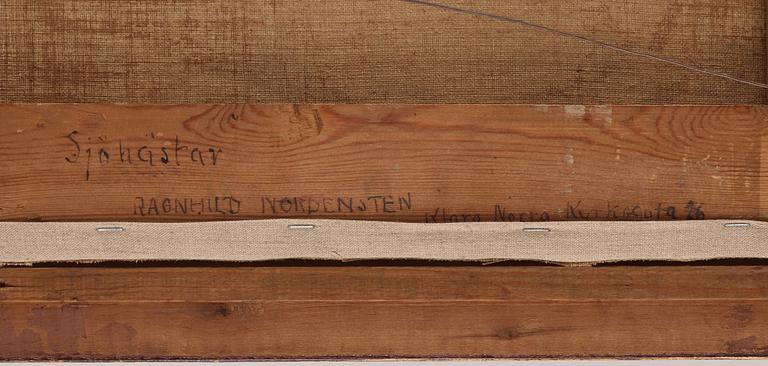 Sjöhästar
RAGNHILD NORDENSTEN Klara Norra Kyrkogata 26